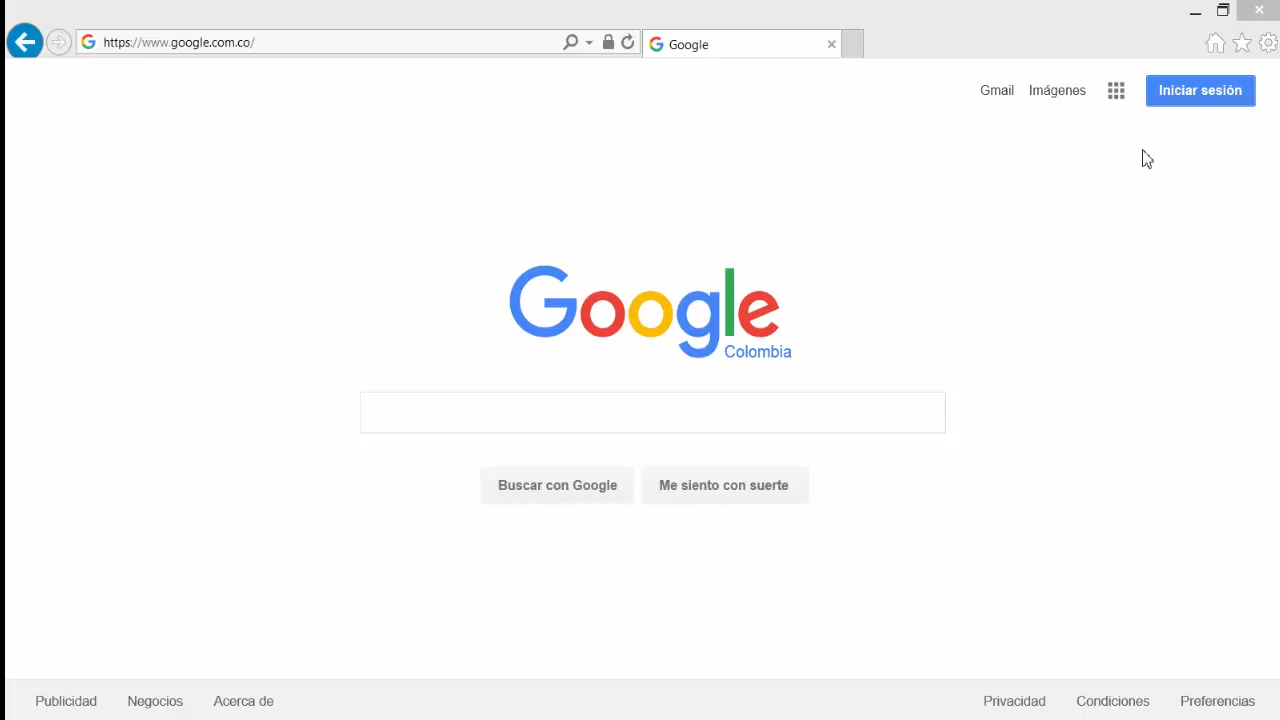 https://www.google.com.co/
Google
Gmail Imágenes Iniciar sesión
Google
Colombia
Buscar con Google Me siento con suerte
Publicidad Negocios Acerca de Privacidad Condiciones Preferencias